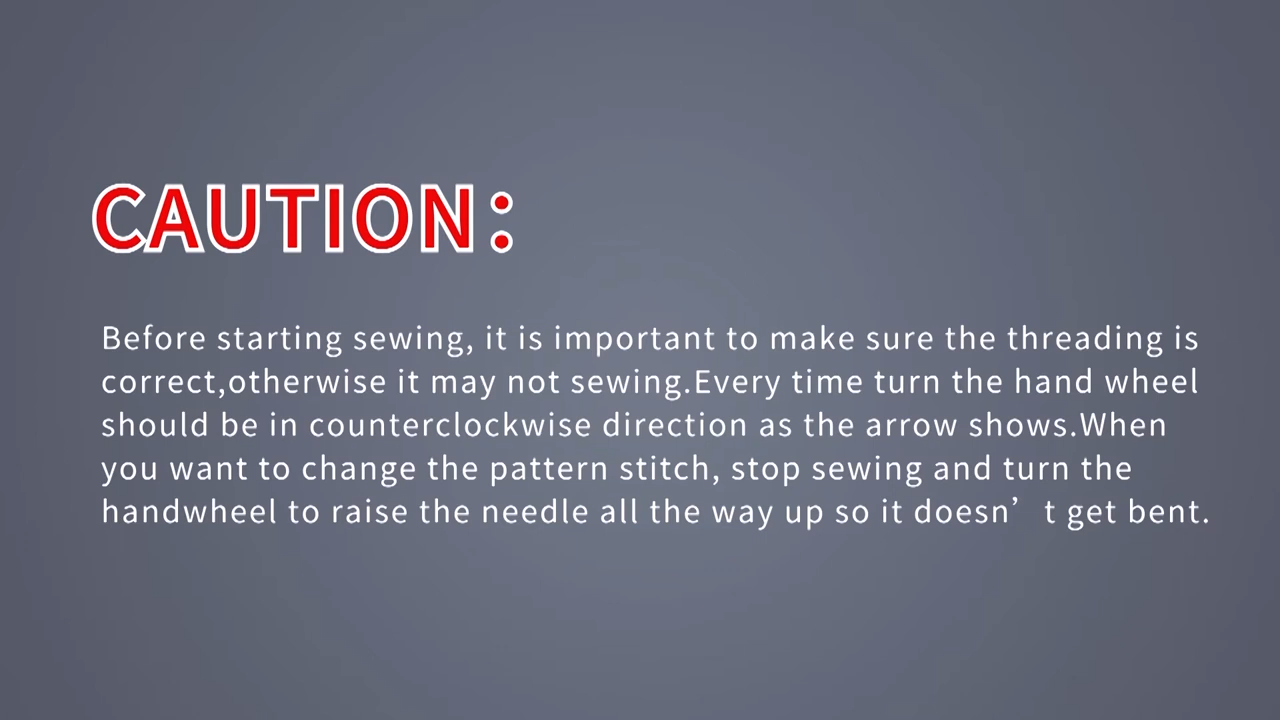 CAUTION：
Before starting sewing, it is important to make sure the threading is
correct,otherwise it may not sewing.Every time turn the hand wheel
should be in counterclockwise direction as the arrow shows.When
you want to change the pattern stitch, stop sewing and turn the
handwheel to raise the needle all the way up so it doesn’t get bent.